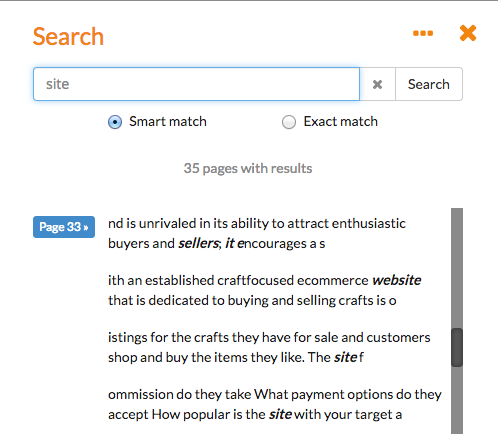 Search
site
Search
Smart match
Exact match
35 pages with results
Page 33 »
nd is unrivaled in its ability to attract enthusiastic
buyers and sellers; it encourages a s
ith an established craftfocused ecommerce website
that is dedicated to buying and selling crafts is o
istings for the crafts they have for sale and customers
shop and buy the items they like. The site f
ommission do they take What payment options do they
accept How popular is the site with your target a